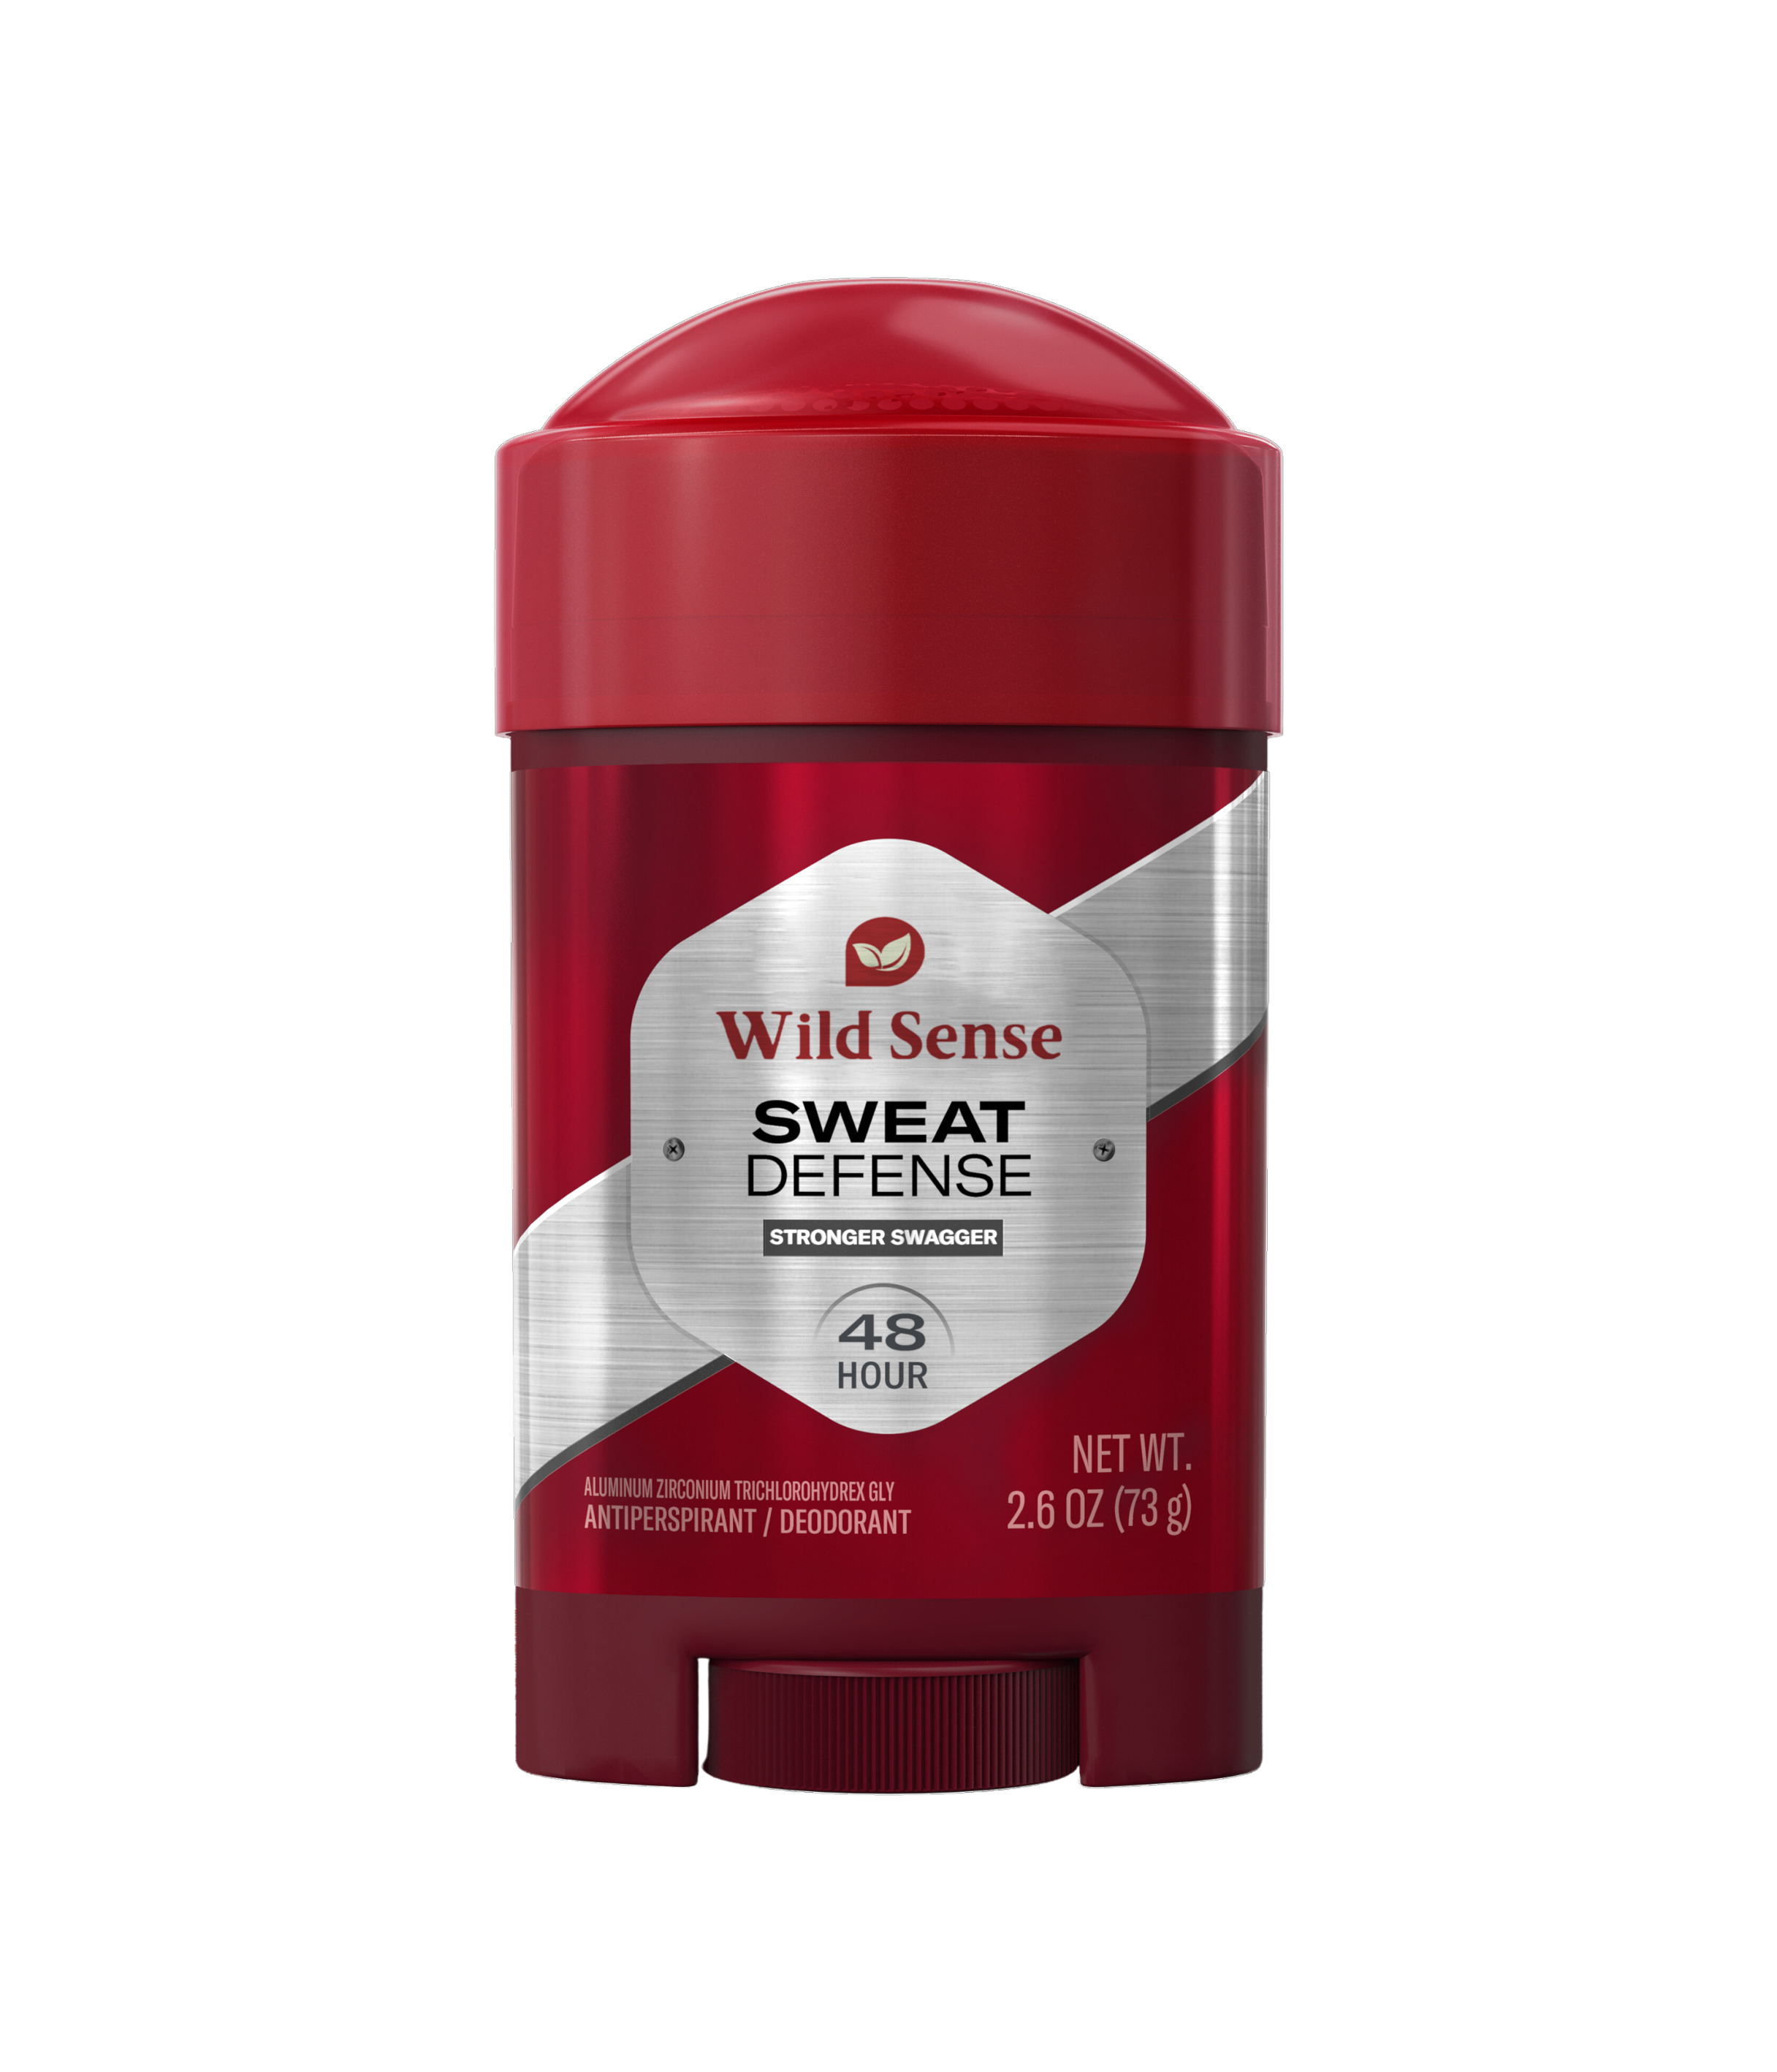 Wild Sense
SWEAT
DEFENSE
STRONGER SWAGGER
48
HOUR
NET WT.
2.6 OZ (73 g)
ALUMINUM ZIRCONIUM TRICHLOROHYDREX GLY
ANTIPERSPIRANT / DEODORANT